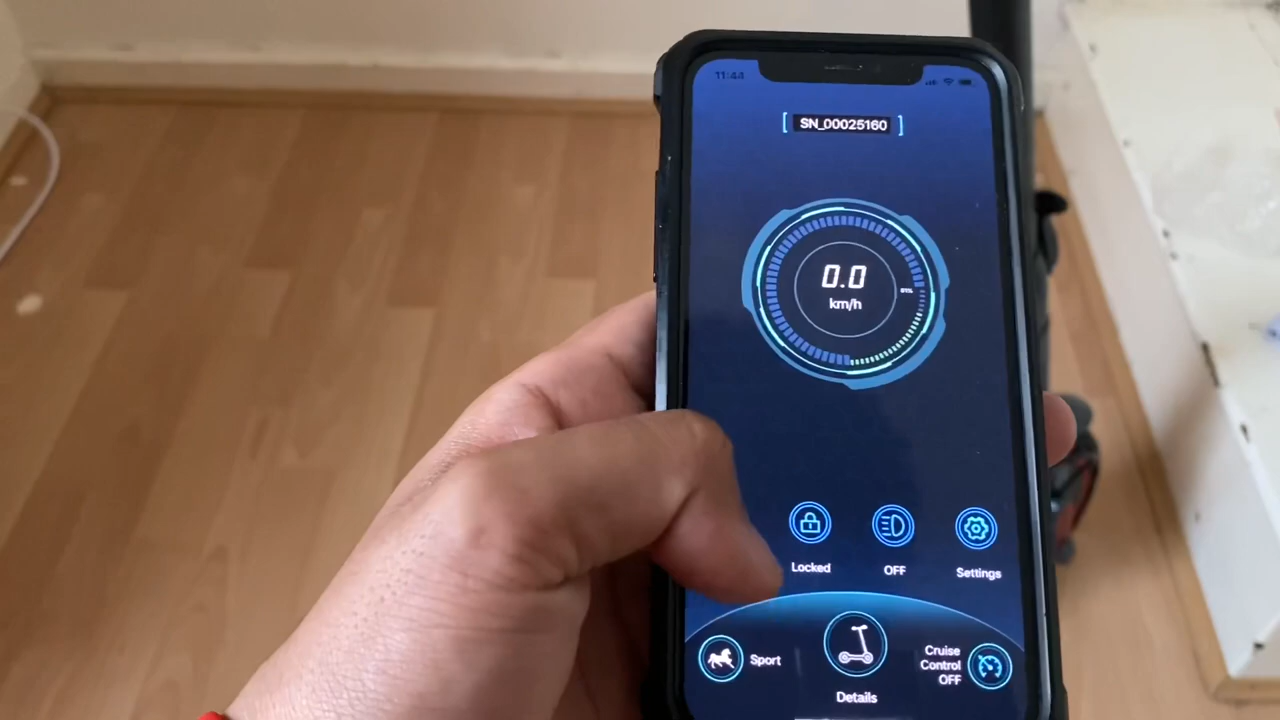 11:44
SN_00025160
0.0
km/h
Locked
OFF
Settings
Sport
Details
Cruise
Control
OFF